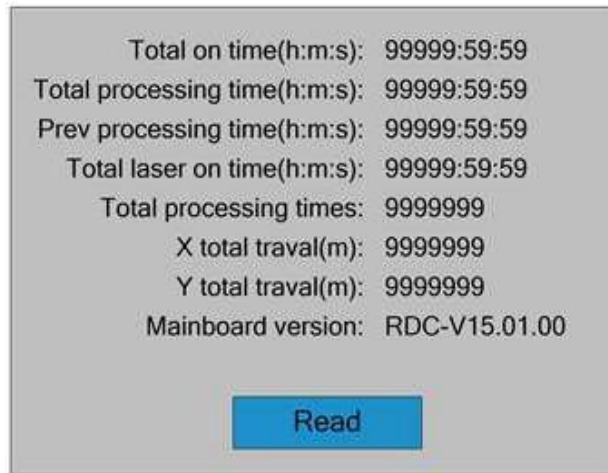 Total on time(h:m:s): 99999:59:59
Total processing time(h:m:s): 99999:59:59
Prev processing time(h:m:s): 99999:59:59
Total laser on time(h:m:s): 99999:59:59
Total processing times: 9999999
X total traval(m): 9999999
Y total traval(m): 9999999
Mainboard version: RDC-V15.01.00
Read